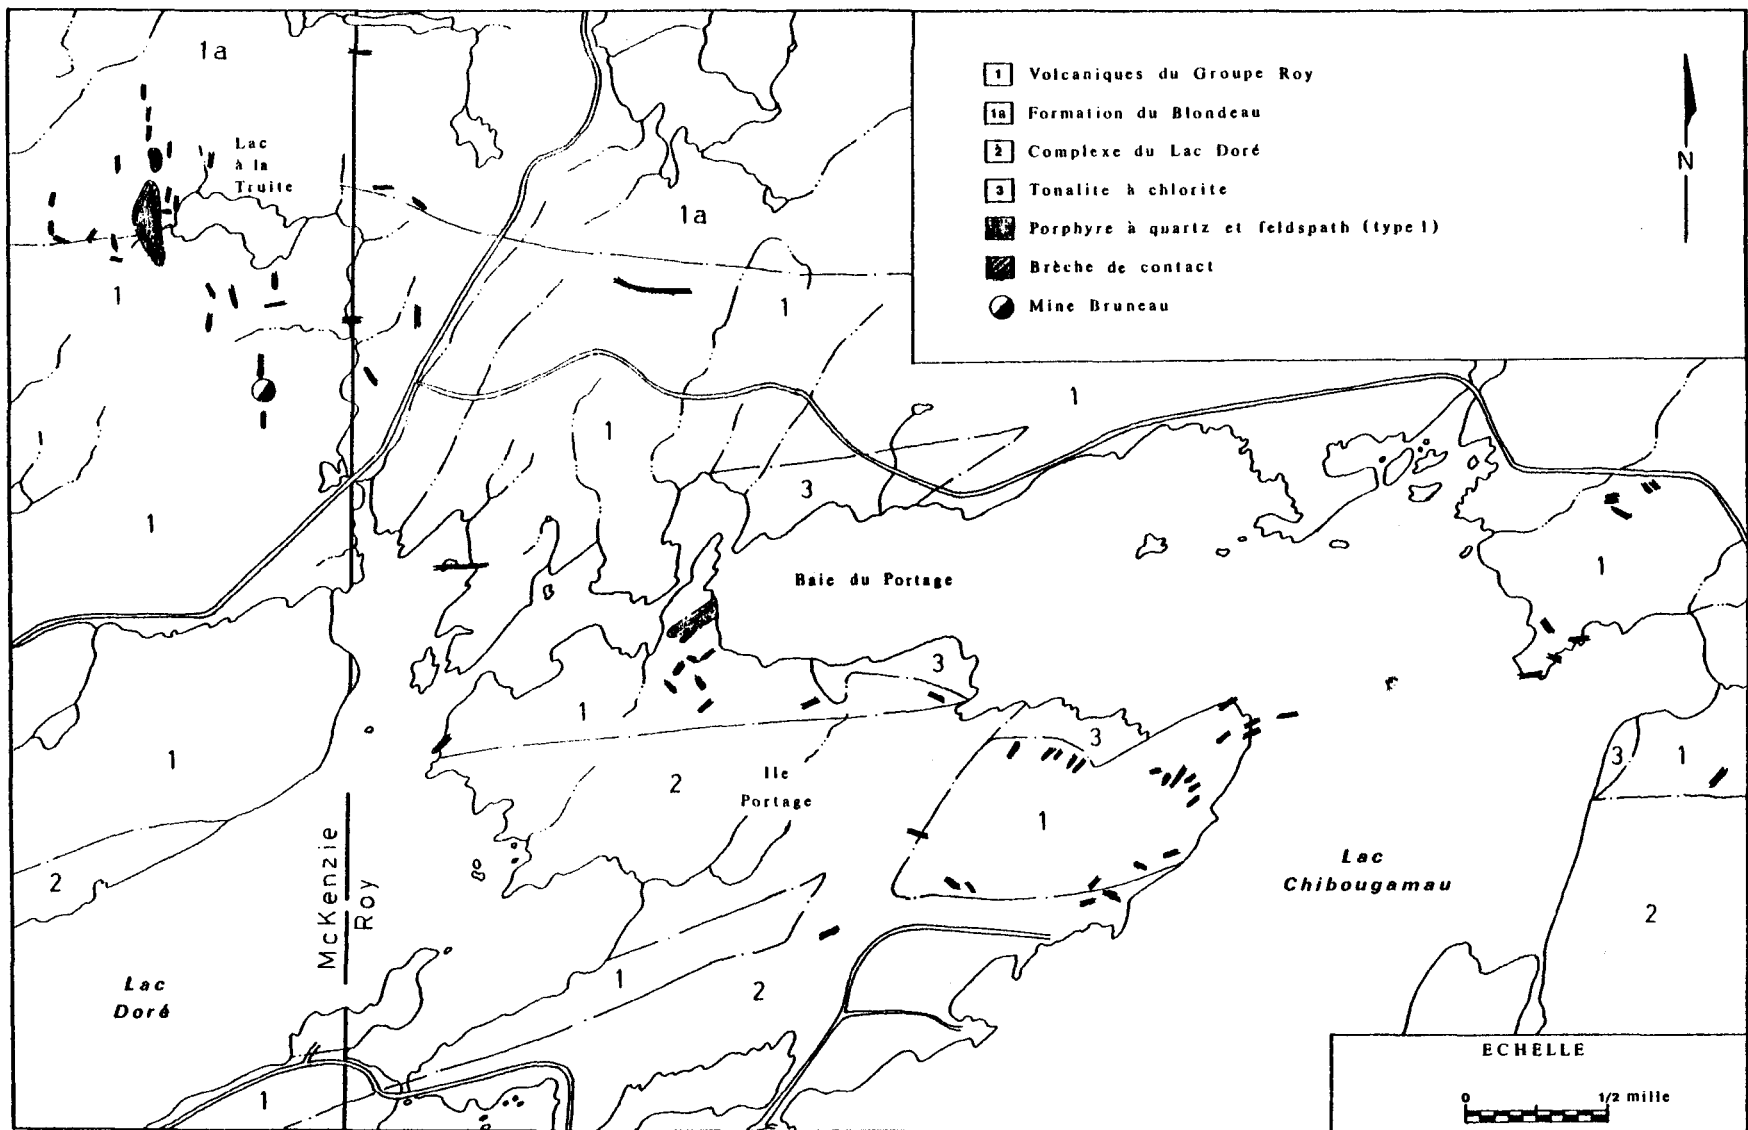 1a
Lac
à la
Truite
1a
1
1
1 Volcaniques du Groupe Roy
1a Formation du Blondeau
2 Complexe du Lac Doré
3 Tonalite à chlorite
Porphyre à quartz et feldspath (type 1)
Brèche de contact
Mine Bruneau
N
1
1
3
1
Baie du Portage
1
3
1
1
3
3
1
2
Ile
Portage
1
2
McKenzie
Roy
Lac
Chibougamau
2
1
2
Lac
Doré
1
ECHELLE
0 1/2 mille